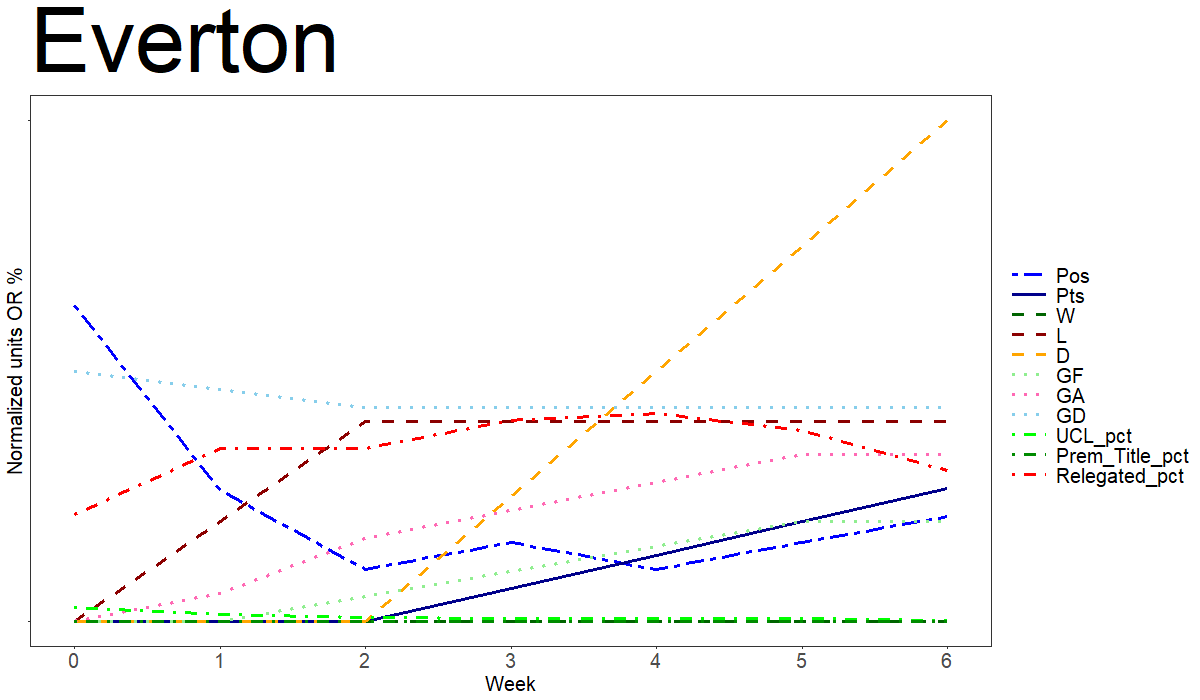 Everton
Normalized units OR %
Pos
Pts
W
L
D
GF
GA
GD
UCL_pct
Prem_Title_pct
Relegated_pct
0 1 2 3 4 5 6
Week